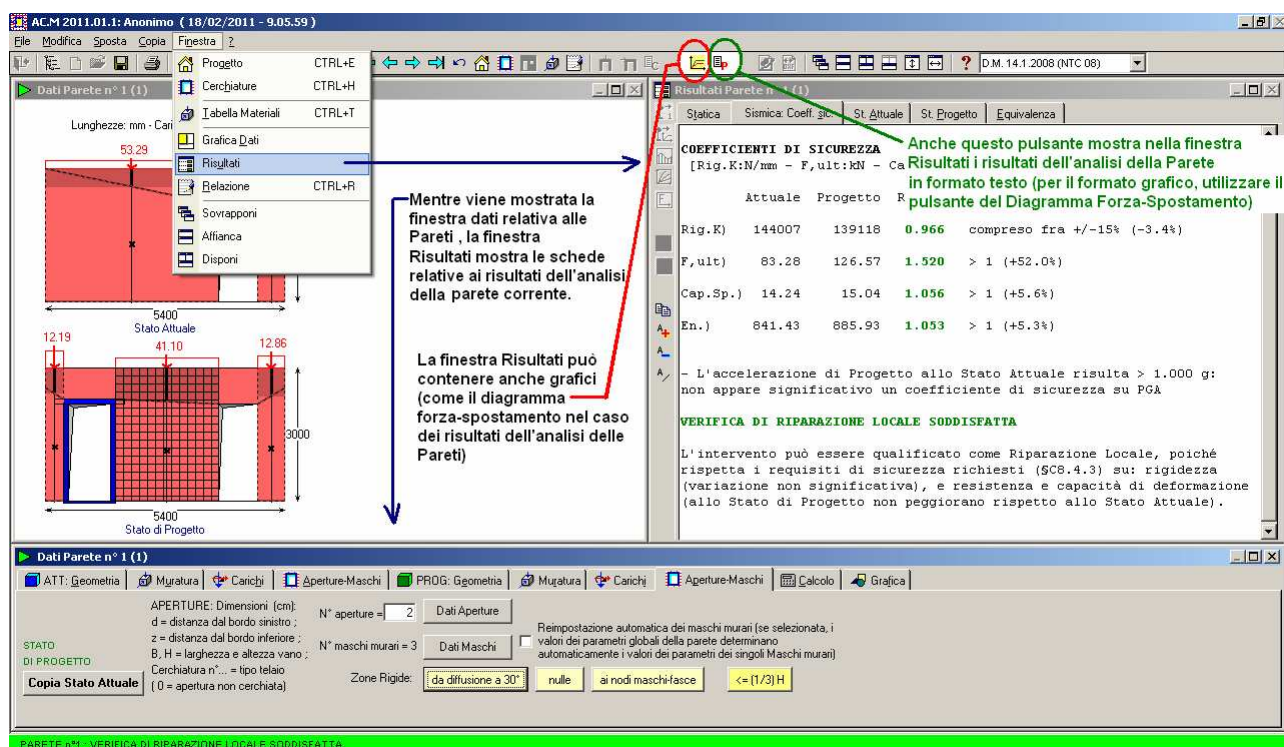 AC.M 2011.01.1: Anonimo ( 18/02/2011 - 9.05.59 )
File Modifica Sposta Copia Finestra ?
D.M. 14.1.2008 (NTC 08)
Progetto CTRL+E
Cerchiature CTRL+H
Tabella Materiali CTRL+T
Grafica Dati
Risultati
Relazione CTRL+R
Sovrapponi
Affianca
Disponi
Dati Parete n° 1 (1)
Lunghezze: mm - Cari
53.29
5400
Stato Attuale
12.19
41.10
12.86
3000
5400
Stato di Progetto
Mentre viene mostrata la
finestra dati relativa alle
Pareti , la finestra
Risultati mostra le schede
relative ai risultati dell'analisi
della parete corrente.
La finestra Risultati può
contenere anche grafici
(come il diagramma
forza-spostamento nel caso
dei risultati dell'analisi delle
Pareti)
Risultati Parete n° 1 (1)
Statica
Sismica: Coeff. sic.
St. Attuale
St. Progetto
Equivalenza
Anche questo pulsante mostra nella finestra
Risultati i risultati dell'analisi della Parete
in formato testo (per il formato grafico, utilizzare il
pulsante del Diagramma Forza-Spostamento)
COEFFICIENTI DI SICUREZZA
[Rig.K:N/mm - F,ult:kN - Ca
Attuale Progetto R
Rig.K) 144007 139118 0.966 compreso fra +/-15% (-3.4%)
F,ult) 83.28 126.57 1.520 > 1 (+52.0%)
Cap.Sp.) 14.24 15.04 1.056 > 1 (+5.6%)
En.) 841.43 885.93 1.053 > 1 (+5.3%)
- L'accelerazione di Progetto allo Stato Attuale risulta > 1.000 g:
non appare significativo un coefficiente di sicurezza su PGA
VERIFICA DI RIPARAZIONE LOCALE SODDISFATTA
L'intervento può essere qualificato come Riparazione Locale, poiché
rispetta i requisiti di sicurezza richiesti (§C8.4.3) su: rigidezza
(variazione non significativa), e resistenza e capacità di deformazione
(allo Stato di Progetto non peggiorano rispetto allo Stato Attuale).
Dati Parete n° 1 (1)
ATT: Geometria
Muratura
Carichi
Aperture-Maschi
PROG: Geometria
Muratura
Carichi
Aperture-Maschi
Calcolo
Grafica
STATO
DI PROGETTO
Copia Stato Attuale
APERTURE: Dimensioni (cm):
d = distanza dal bordo sinistro ;
z = distanza dal bordo inferiore ;
B, H = larghezza e altezza vano ;
Cerchiatura n°... = tipo telaio
( 0 = apertura non cerchiata)
N° aperture = 2 Dati Aperture
N° maschi murari = 3 Dati Maschi
Reimpostazione automatica dei maschi murari (se selezionata, i
valori dei parametri globali della parete determinano
automaticamente i valori dei parametri dei singoli Maschi murari)
Zone Rigide: da diffusione a 30° nulle ai nodi maschi-fasce <= (1/3) H
PARETE n°1 : VERIFICA DI RIPARAZIONE LOCALE SODDISFATTA